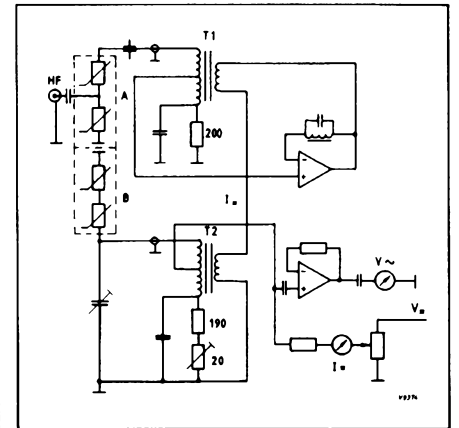 T1
HF
A
200
B
I =
T2
V ~
V =
190
20
I =